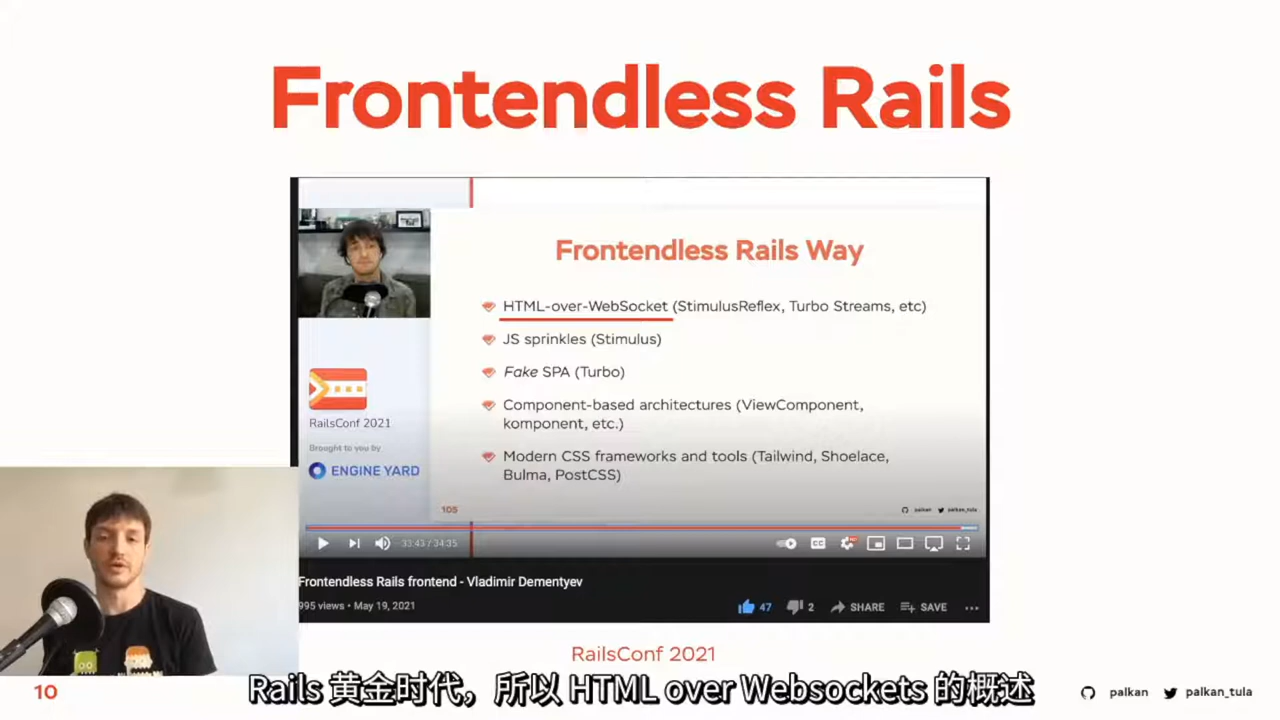 Frontendless Rails
Frontendless Rails Way
HTML-over-WebSocket (StimulusReflex, Turbo Streams, etc)
JS sprinkles (Stimulus)
Fake SPA (Turbo)
Component-based architectures (ViewComponent,
komponent, etc.)
Modern CSS frameworks and tools (Tailwind, Shoelace,
Bulma, PostCSS)
RailsConf 2021
Brought to you by
ENGINE YARD
105
palkan palkan_tula
33:43 / 34:35
CC
HD
Frontendless Rails frontend - Vladimir Dementyev
995 views • May 19, 2021
47 2 SHARE SAVE
RailsConf 2021
Rails 黄金时代，所以 HTML over Websockets 的概述
10
palkan palkan_tula